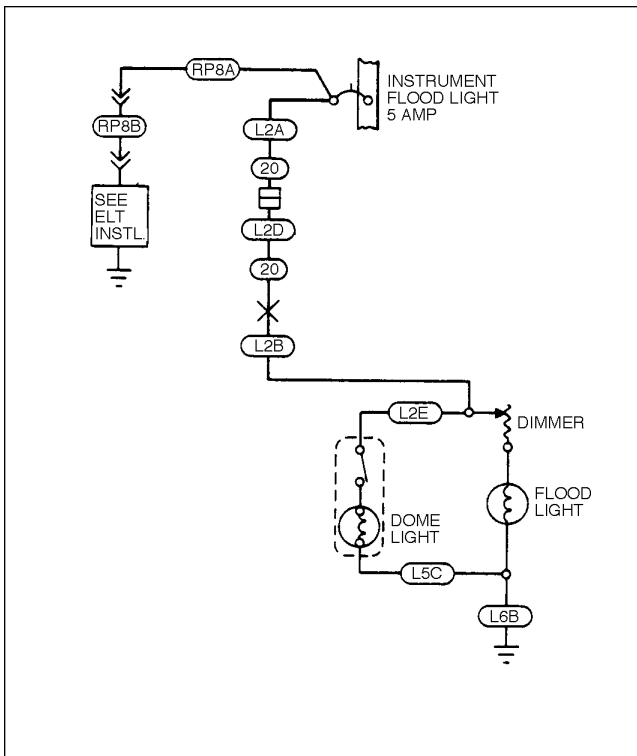 RP8A
INSTRUMENT
FLOOD LIGHT
5 AMP
RP8B
L2A
20
SEE
ELT
INSTL.
L2D
20
L2B
L2E
DIMMER
FLOOD
LIGHT
DOME
LIGHT
L5C
L6B